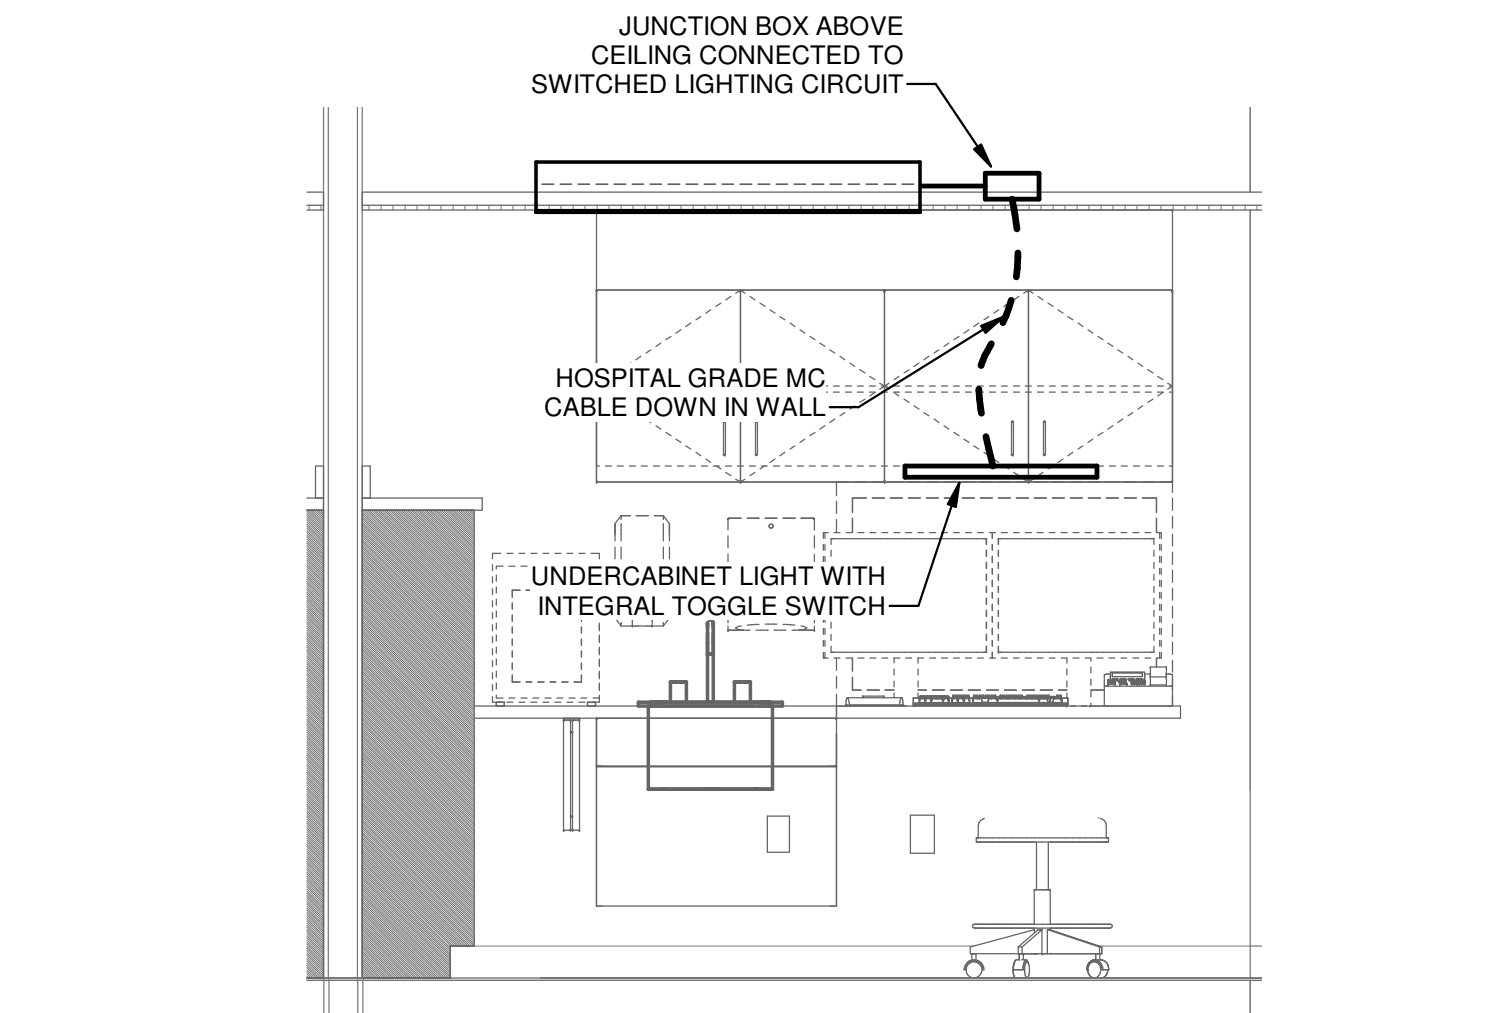 JUNCTION BOX ABOVE
CEILING CONNECTED TO
SWITCHED LIGHTING CIRCUIT
HOSPITAL GRADE MC
CABLE DOWN IN WALL
UNDERCABINET LIGHT WITH
INTEGRAL TOGGLE SWITCH